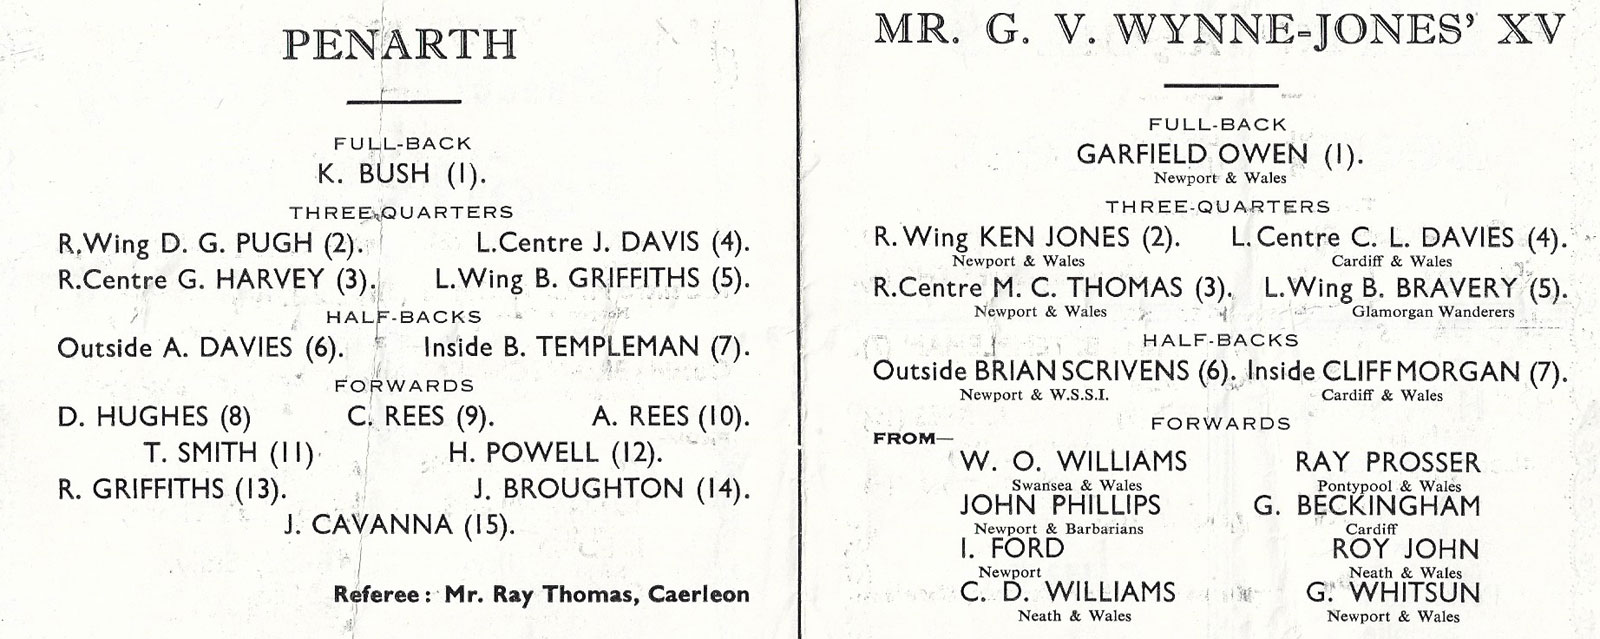 PENARTH
FULL-BACK
K. BUSH (1).
THREE-QUARTERS
R.Wing D. G. PUGH (2). L.Centre J. DAVIS (4).
R.Centre G. HARVEY (3). L.Wing B. GRIFFITHS (5).
HALF-BACKS
Outside A. DAVIES (6). Inside B. TEMPLEMAN (7).
FORWARDS
D. HUGHES (8) C. REES (9). A. REES (10).
T. SMITH (11) H. POWELL (12).
R. GRIFFITHS (13). J. BROUGHTON (14).
J. CAVANNA (15).
Referee: Mr. Ray Thomas, Caerleon
MR. G. V. WYNNE-JONES' XV
FULL-BACK
GARFIELD OWEN (1).
Newport & Wales
THREE-QUARTERS
R.Wing KEN JONES (2). L.Centre C. L. DAVIES (4).
Newport & Wales Cardiff & Wales
R.Centre M. C. THOMAS (3). L.Wing B. BRAVERY (5).
Newport & Wales Glamorgan Wanderers
HALF-BACKS
Outside BRIAN SCRIVENS (6). Inside CLIFF MORGAN (7).
Newport & W.S.S.I. Cardiff & Wales
FORWARDS
FROM—
W. O. WILLIAMS RAY PROSSER
Swansea & Wales Pontypool & Wales
JOHN PHILLIPS G. BECKINGHAM
Newport & Barbarians Cardiff
I. FORD ROY JOHN
Newport Neath & Wales
C. D. WILLIAMS G. WHITSUN
Neath & Wales Newport & Wales